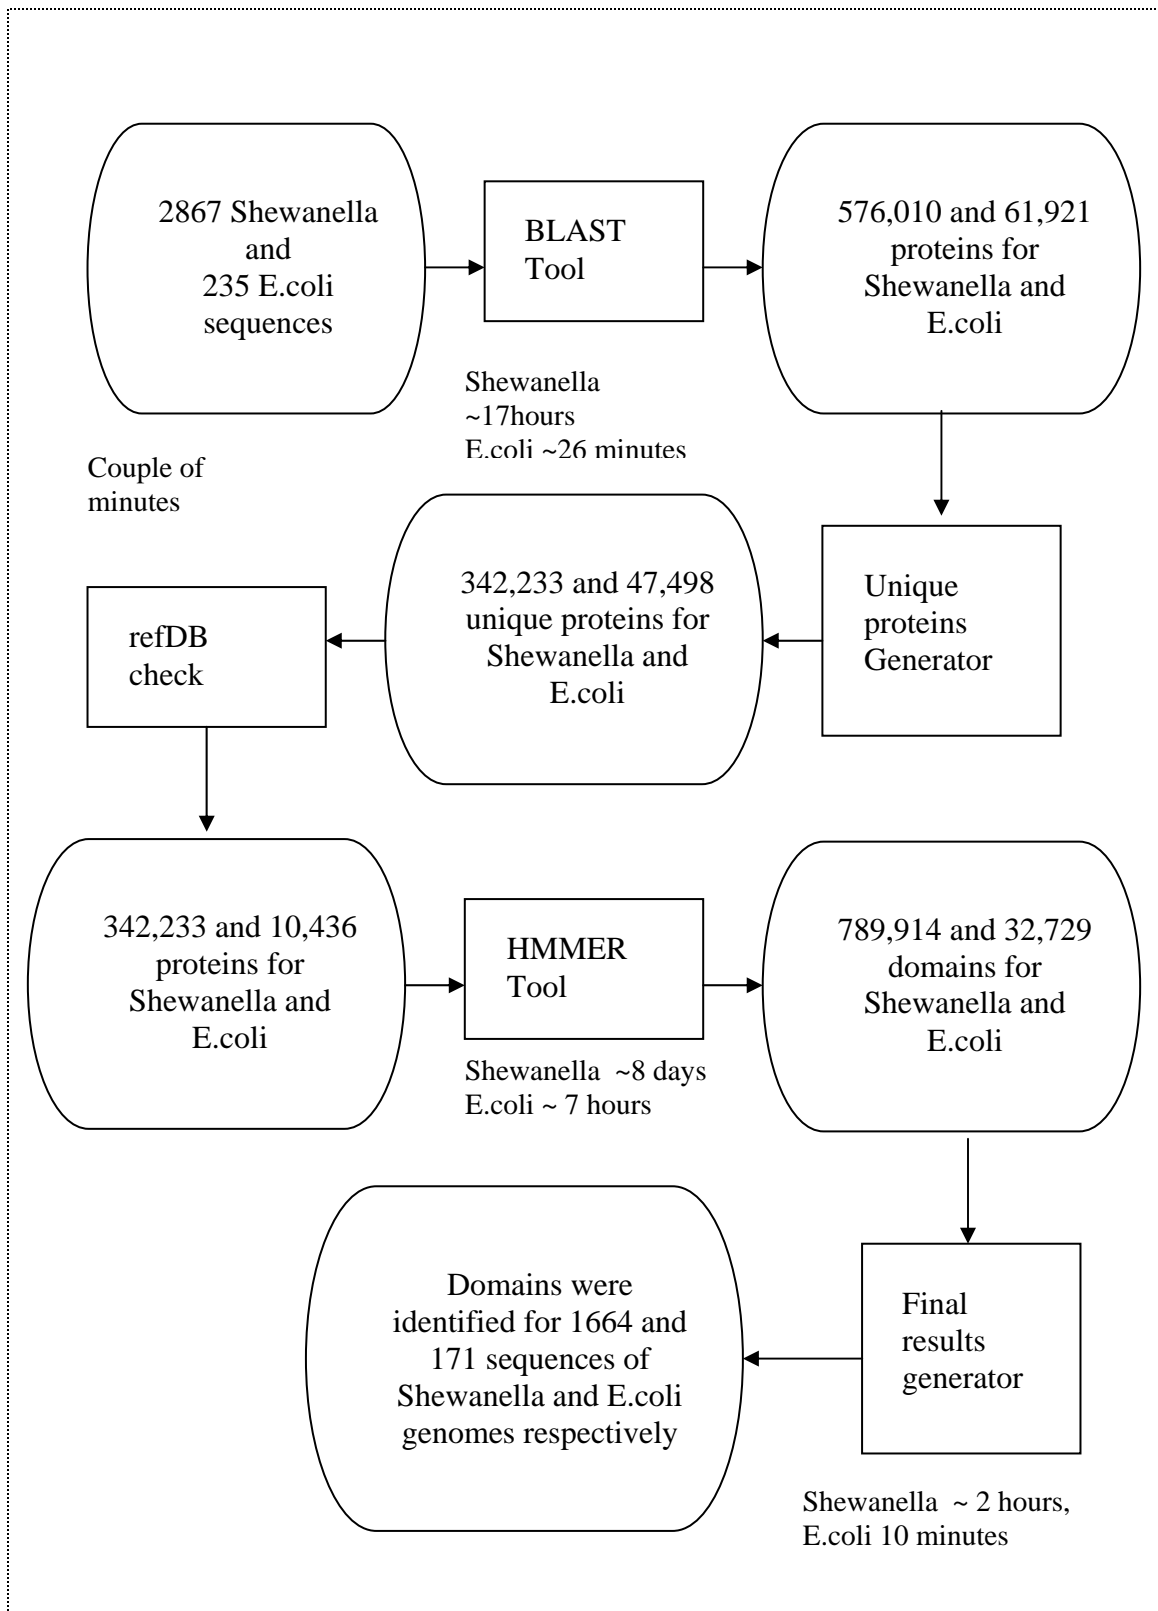 2867 Shewanella
and
235 E.coli
sequences
BLAST
Tool
576,010 and 61,921
proteins for
Shewanella and
E.coli
Shewanella
~17hours
E.coli ~26 minutes
Couple of
minutes
Unique
proteins
Generator
342,233 and 47,498
unique proteins for
Shewanella and
E.coli
refDB
check
342,233 and 10,436
proteins for
Shewanella and
E.coli
HMMER
Tool
Shewanella  ~8 days
E.coli ~ 7 hours
789,914 and 32,729
domains for
Shewanella and
E.coli
Final
results
generator
Shewanella  ~ 2 hours,
E.coli 10 minutes
Domains were
identified for 1664 and
171 sequences of
Shewanella and E.coli
genomes respectively